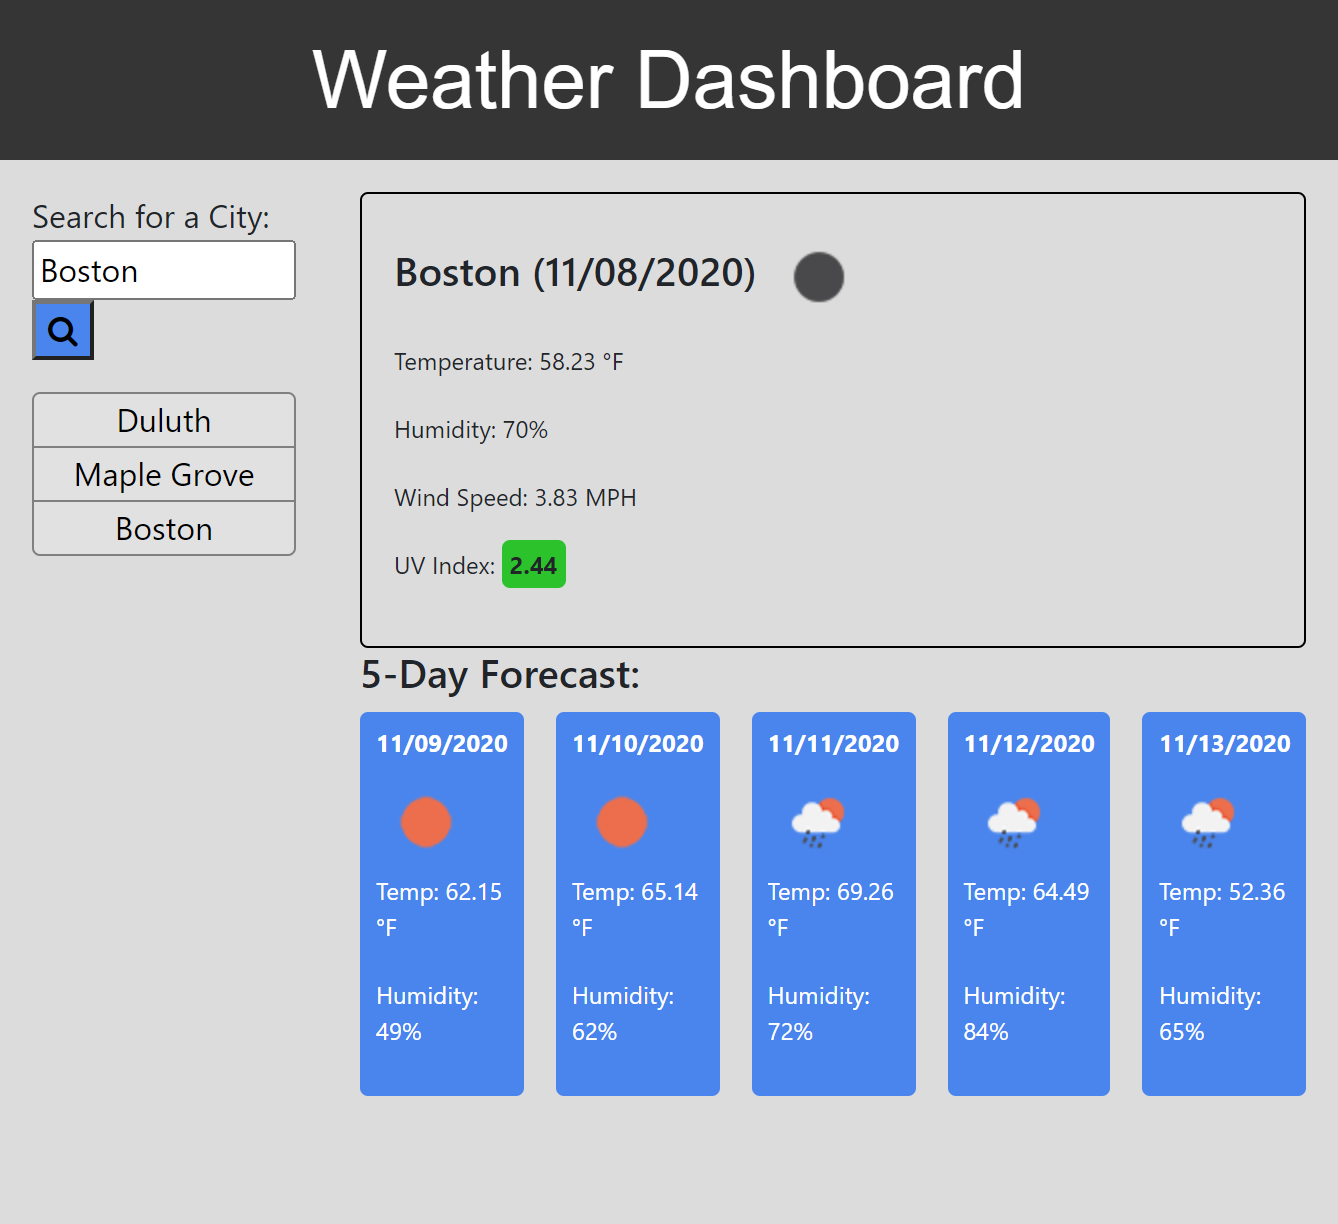 Weather Dashboard
Search for a City:
Boston
Duluth
Maple Grove
Boston
Boston (11/08/2020)
Temperature: 58.23 °F
Humidity: 70%
Wind Speed: 3.83 MPH
UV Index: 2.44
5-Day Forecast:
11/09/2020
Temp: 62.15
°F
Humidity:
49%
11/10/2020
Temp: 65.14
°F
Humidity:
62%
11/11/2020
Temp: 69.26
°F
Humidity:
72%
11/12/2020
Temp: 64.49
°F
Humidity:
84%
11/13/2020
Temp: 52.36
°F
Humidity:
65%